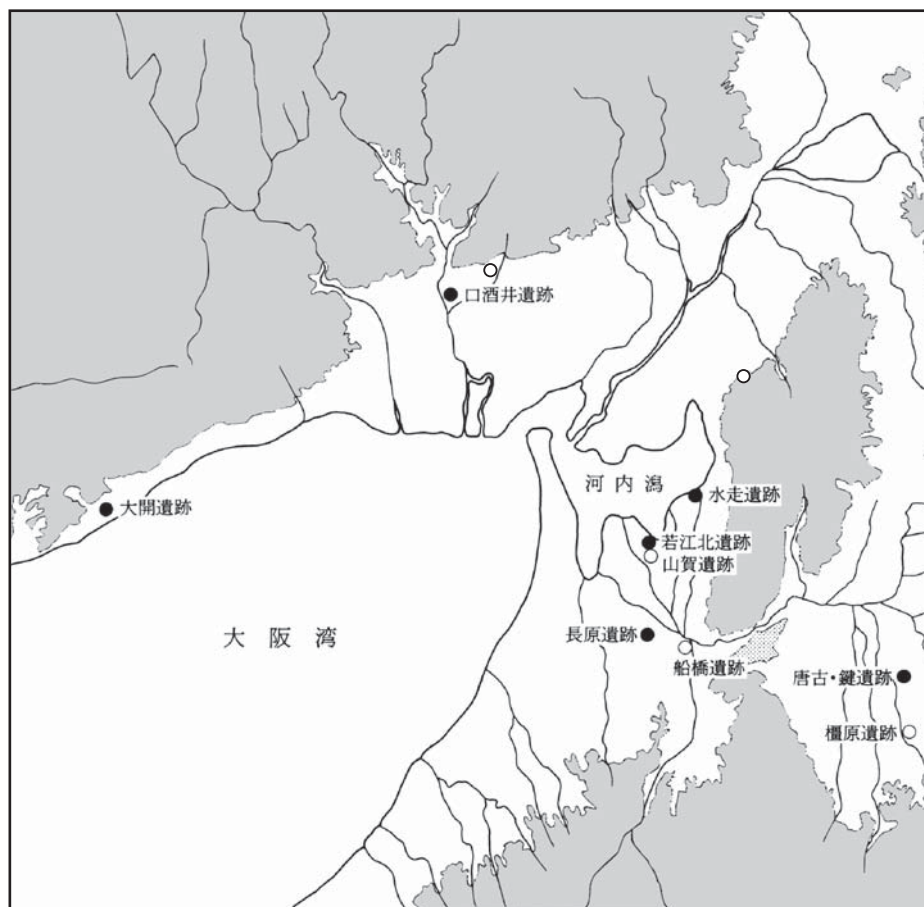 口酒井遺跡
河内潟
水走遺跡
大開遺跡
若江北遺跡
山賀遺跡
大阪湾
長原遺跡
船橋遺跡
唐古・鍵遺跡
橿原遺跡